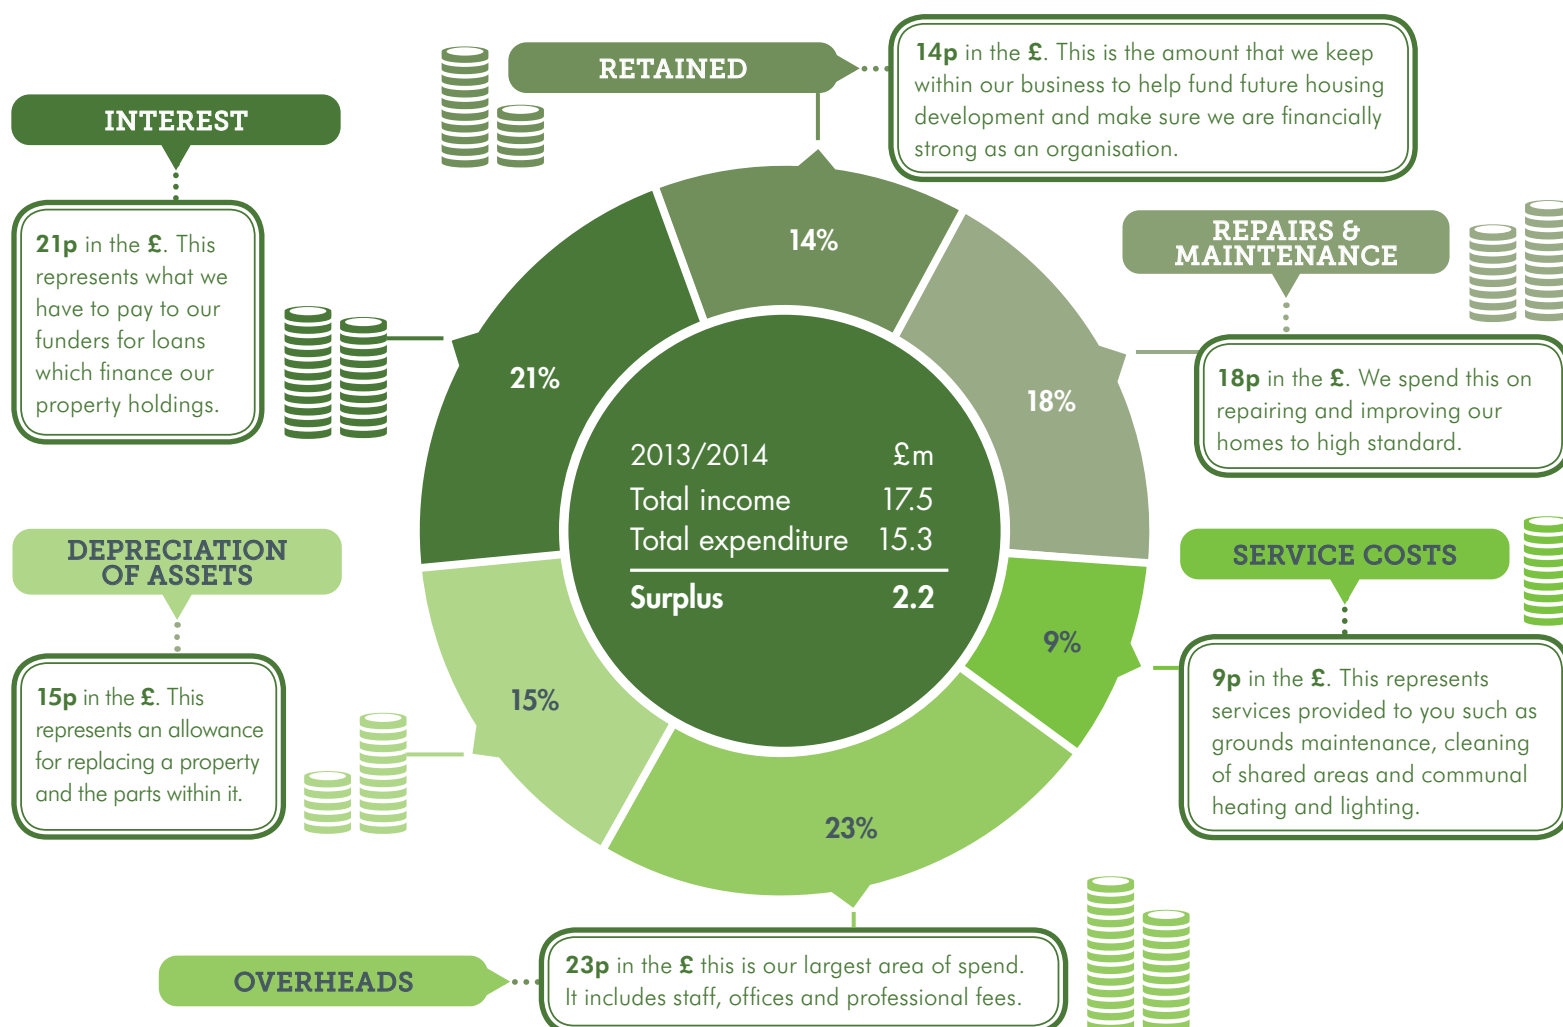 RETAINED
14p in the £. This is the amount that we keep
within our business to help fund future housing
development and make sure we are financially
strong as an organisation.
INTEREST
21p in the £. This
represents what we
have to pay to our
funders for loans
which finance our
property holdings.
REPAIRS &
MAINTENANCE
18p in the £. We spend this on
repairing and improving our
homes to high standard.
14%
21%
18%
2013/2014 £m
Total income 17.5
Total expenditure 15.3
Surplus 2.2
DEPRECIATION
OF ASSETS
15p in the £. This
represents an allowance
for replacing a property
and the parts within it.
SERVICE COSTS
9p in the £. This represents
services provided to you such as
grounds maintenance, cleaning
of shared areas and communal
heating and lighting.
9%
15%
23%
OVERHEADS
23p in the £ this is our largest area of spend.
It includes staff, offices and professional fees.